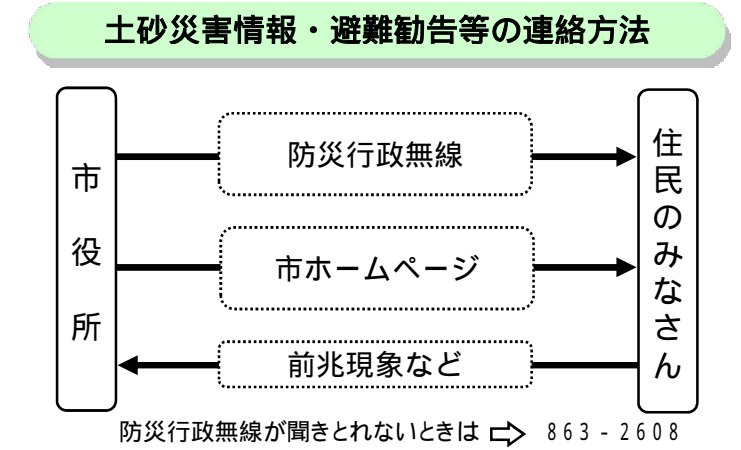 土砂災害情報・避難勧告等の連絡方法
市役所
防災行政無線
市ホームページ
前兆現象など
住民のみなさん
防災行政無線が聞きとれないときは ⇨ 863-2608